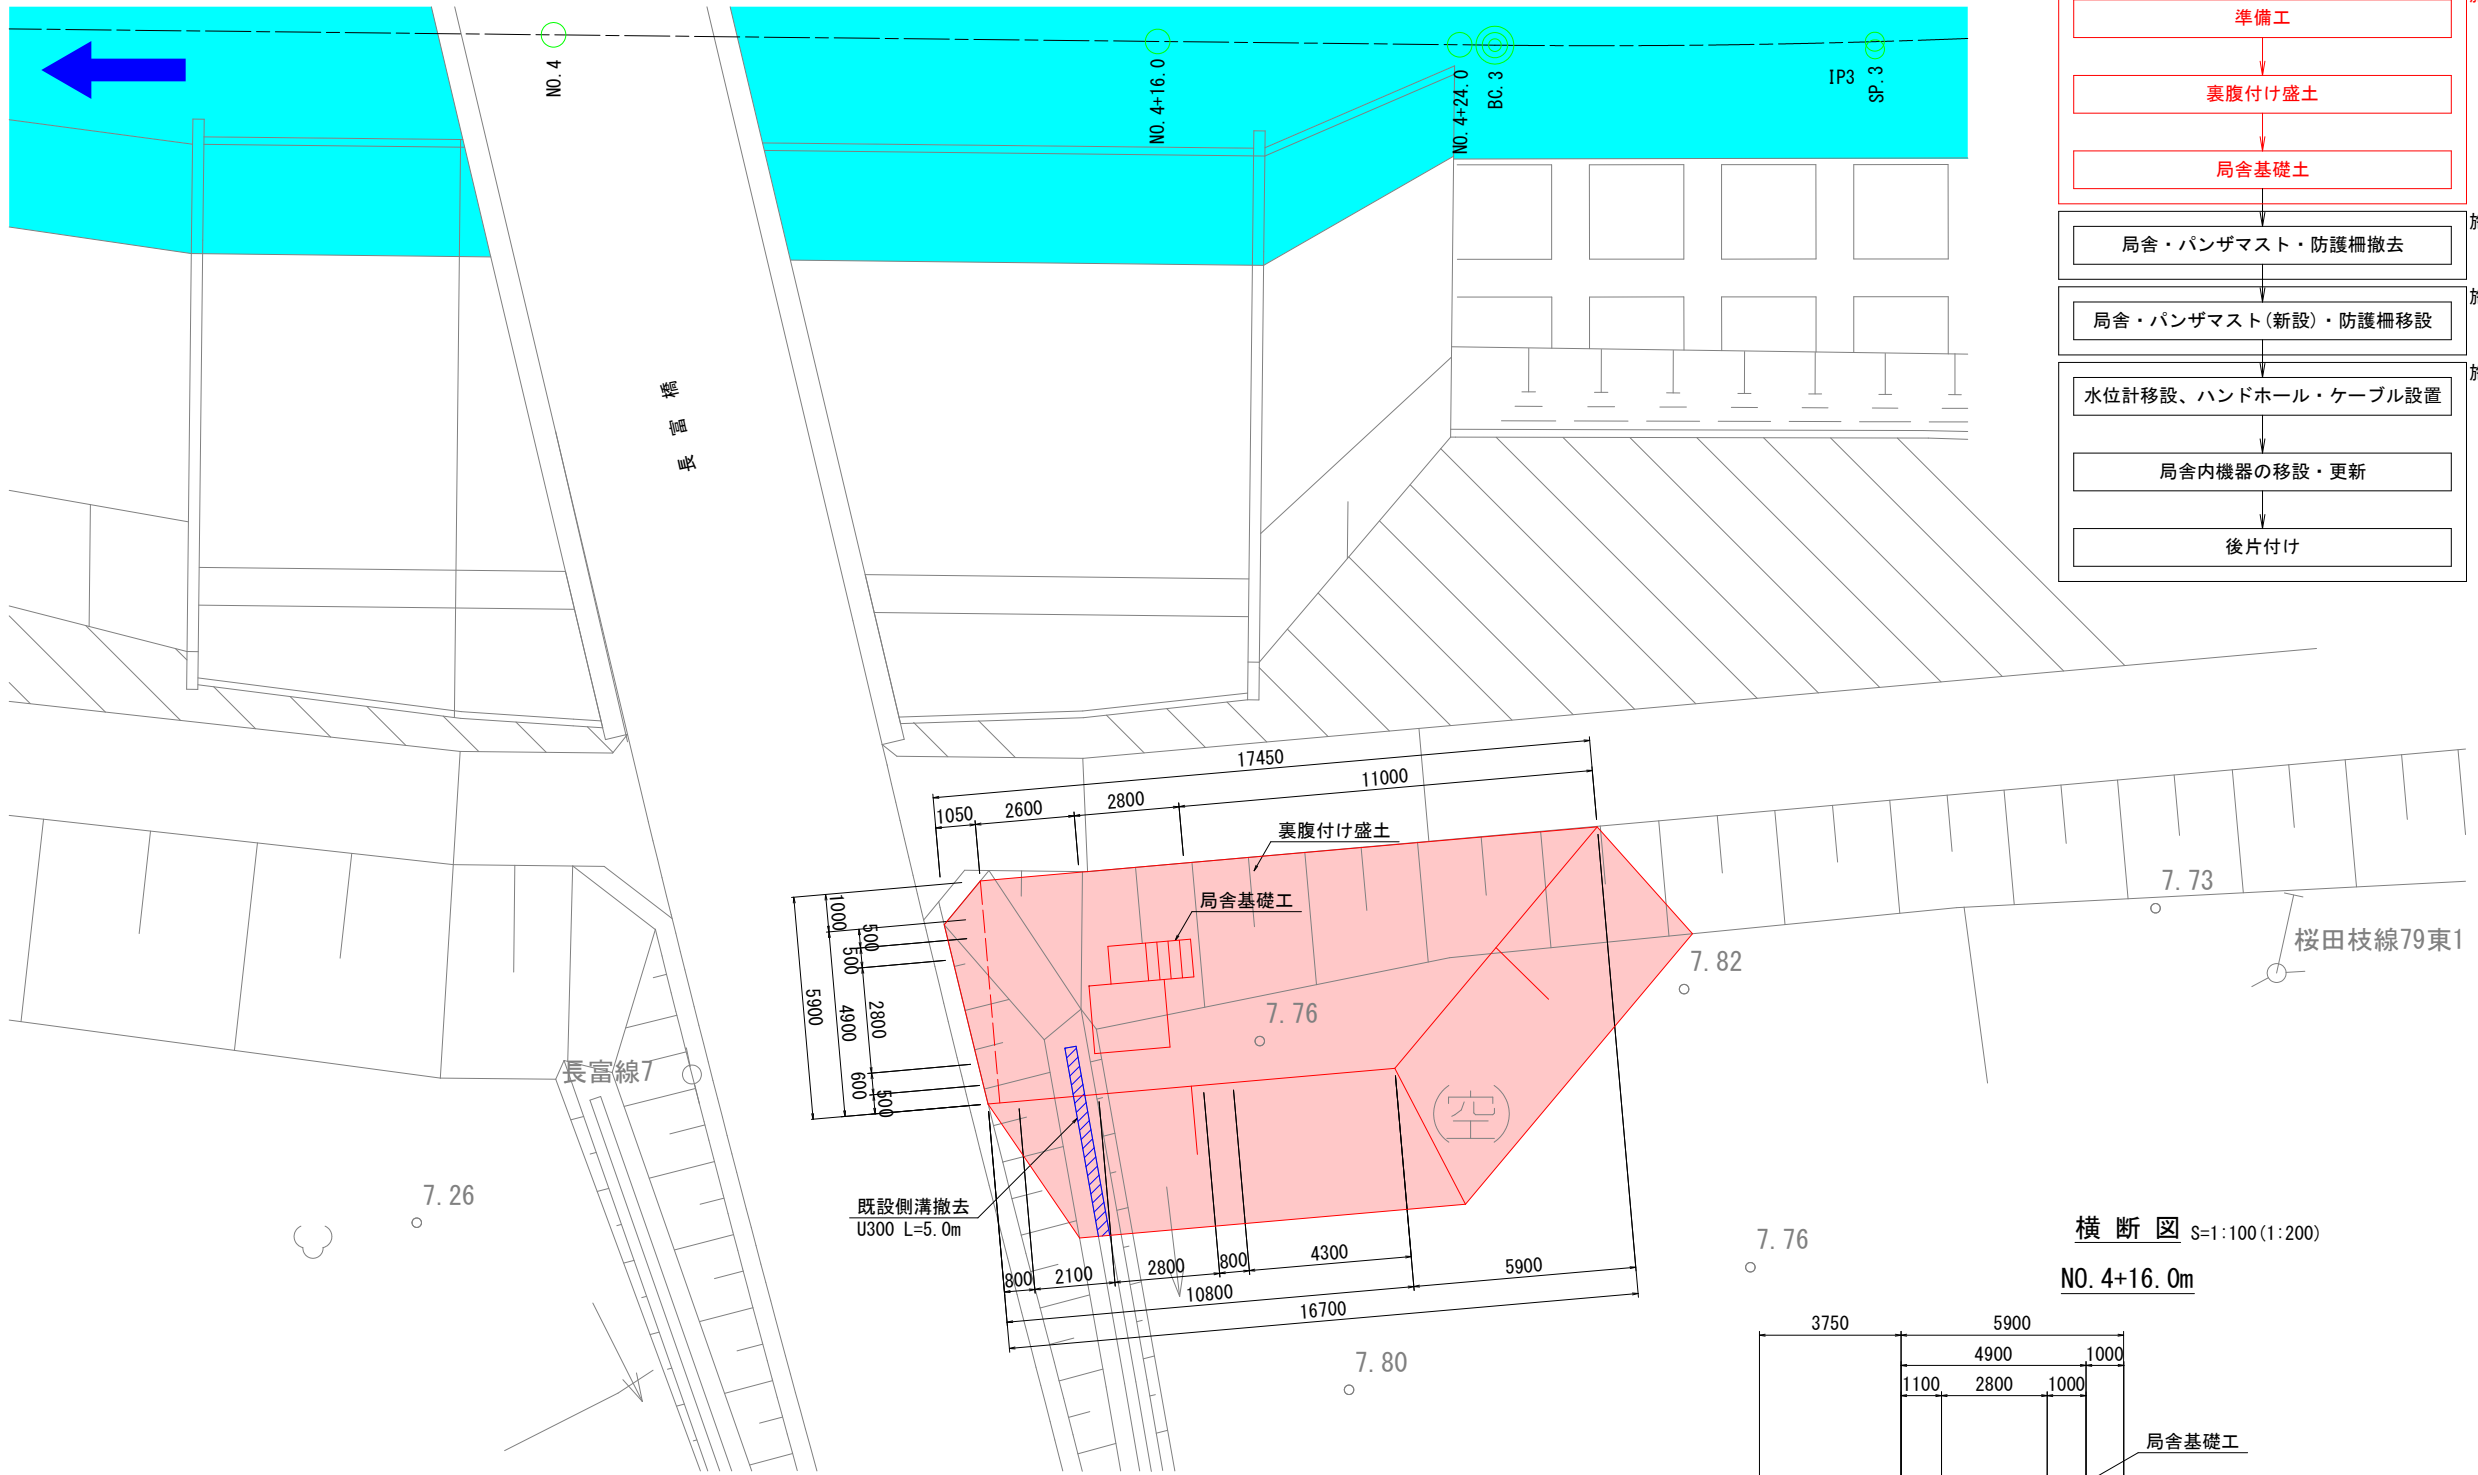 準備工
裏腹付け盛土
局舎基礎土
局舎・パンザマスト・防護柵撤去
局舎・パンザマスト(新設)・防護柵移設
水位計移設、ハンドホール・ケーブル設置
局舎内機器の移設・更新
後片付け
NO.4
NO.4+16.0
NO.4+24.0
BC.3
IP3
SP.3
長富橋
17450
11000
1050
2600
2800
裏腹付け盛土
局舎基礎工
1000
500
500
2800
600
500
4900
5900
7.76
7.82
7.73
桜田枝線79東1
長富線7
空
7.26
既設側溝撤去
U300 L=5.0m
800
2100
2800
800
4300
5900
10800
16700
7.76
7.80
横断図 S=1:100(1:200)
NO.4+16.0m
3750
5900
4900
1000
1100
2800
1000
局舎基礎工